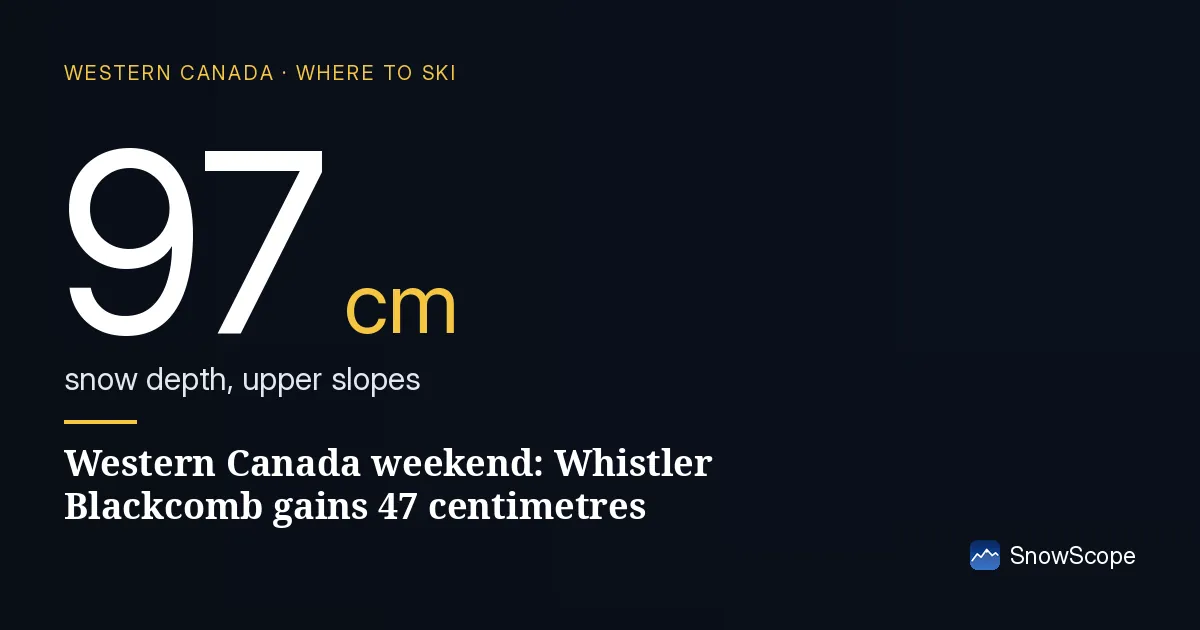 WESTERN CANADA · WHERE TO SKI
97 cm
snow depth, upper slopes
Western Canada weekend: Whistler
Blackcomb gains 47 centimetres
SnowScope